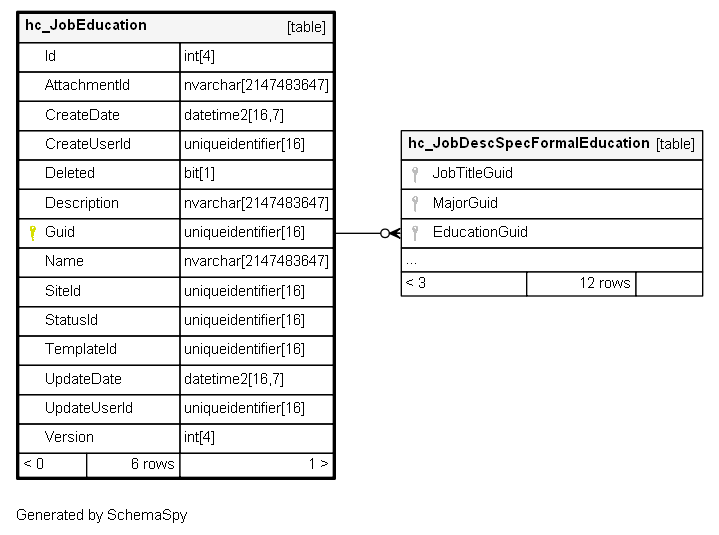 hc_JobEducation [table]
Id int[4]
AttachmentId nvarchar[2147483647]
CreateDate datetime2[16,7]
CreateUserId uniqueidentifier[16]
Deleted bit[1]
Description nvarchar[2147483647]
Guid uniqueidentifier[16]
Name nvarchar[2147483647]
SiteId uniqueidentifier[16]
StatusId uniqueidentifier[16]
TemplateId uniqueidentifier[16]
UpdateDate datetime2[16,7]
UpdateUserId uniqueidentifier[16]
Version int[4]
< 0 6 rows 1 >
hc_JobDescSpecFormalEducation [table]
JobTitleGuid
MajorGuid
EducationGuid
...
< 3 12 rows
Generated by SchemaSpy